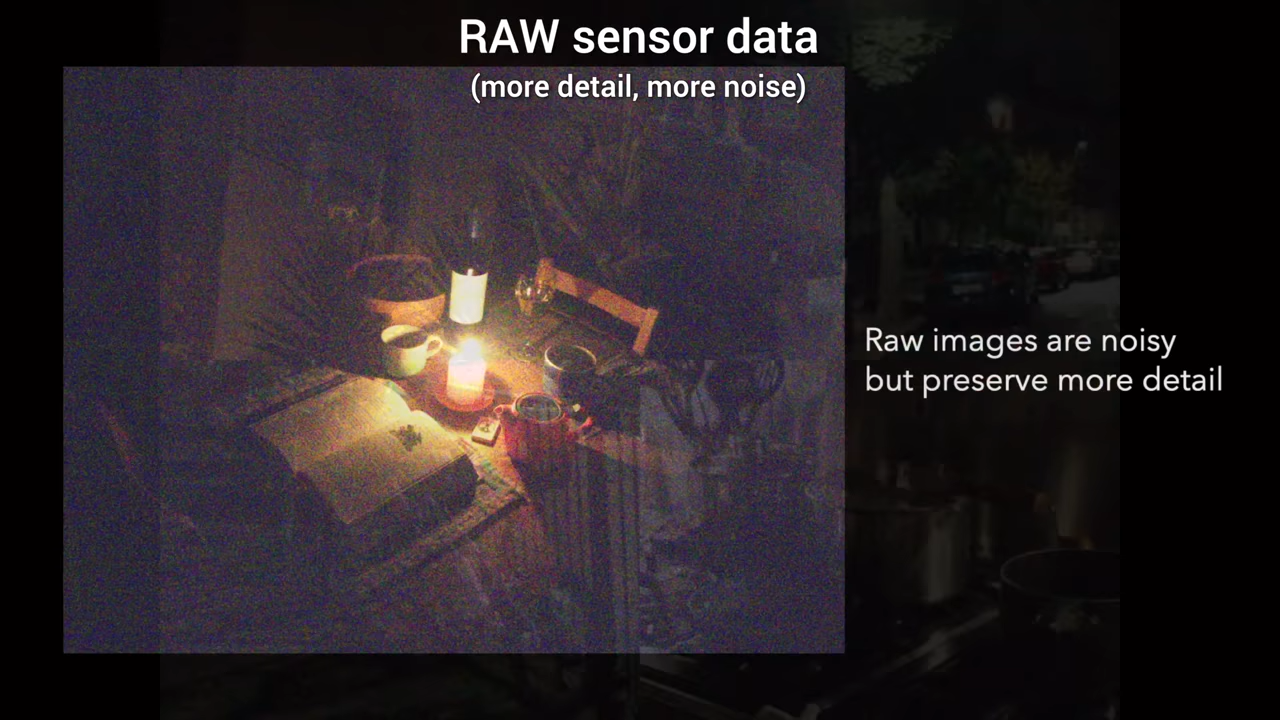 RAW sensor data
(more detail, more noise)
Raw images are noisy
but preserve more detail